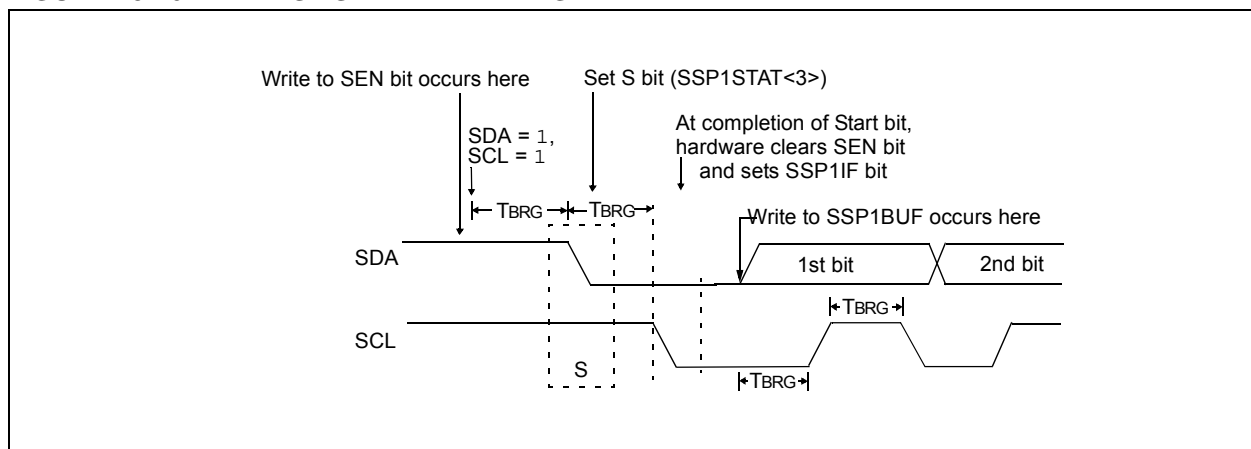 Write to SEN bit occurs here
Set S bit (SSP1STAT<3>)
SDA = 1,
SCL = 1
At completion of Start bit,
hardware clears SEN bit
and sets SSP1IF bit
TBRG
TBRG
Write to SSP1BUF occurs here
SDA
1st bit
2nd bit
TBRG
SCL
S
TBRG